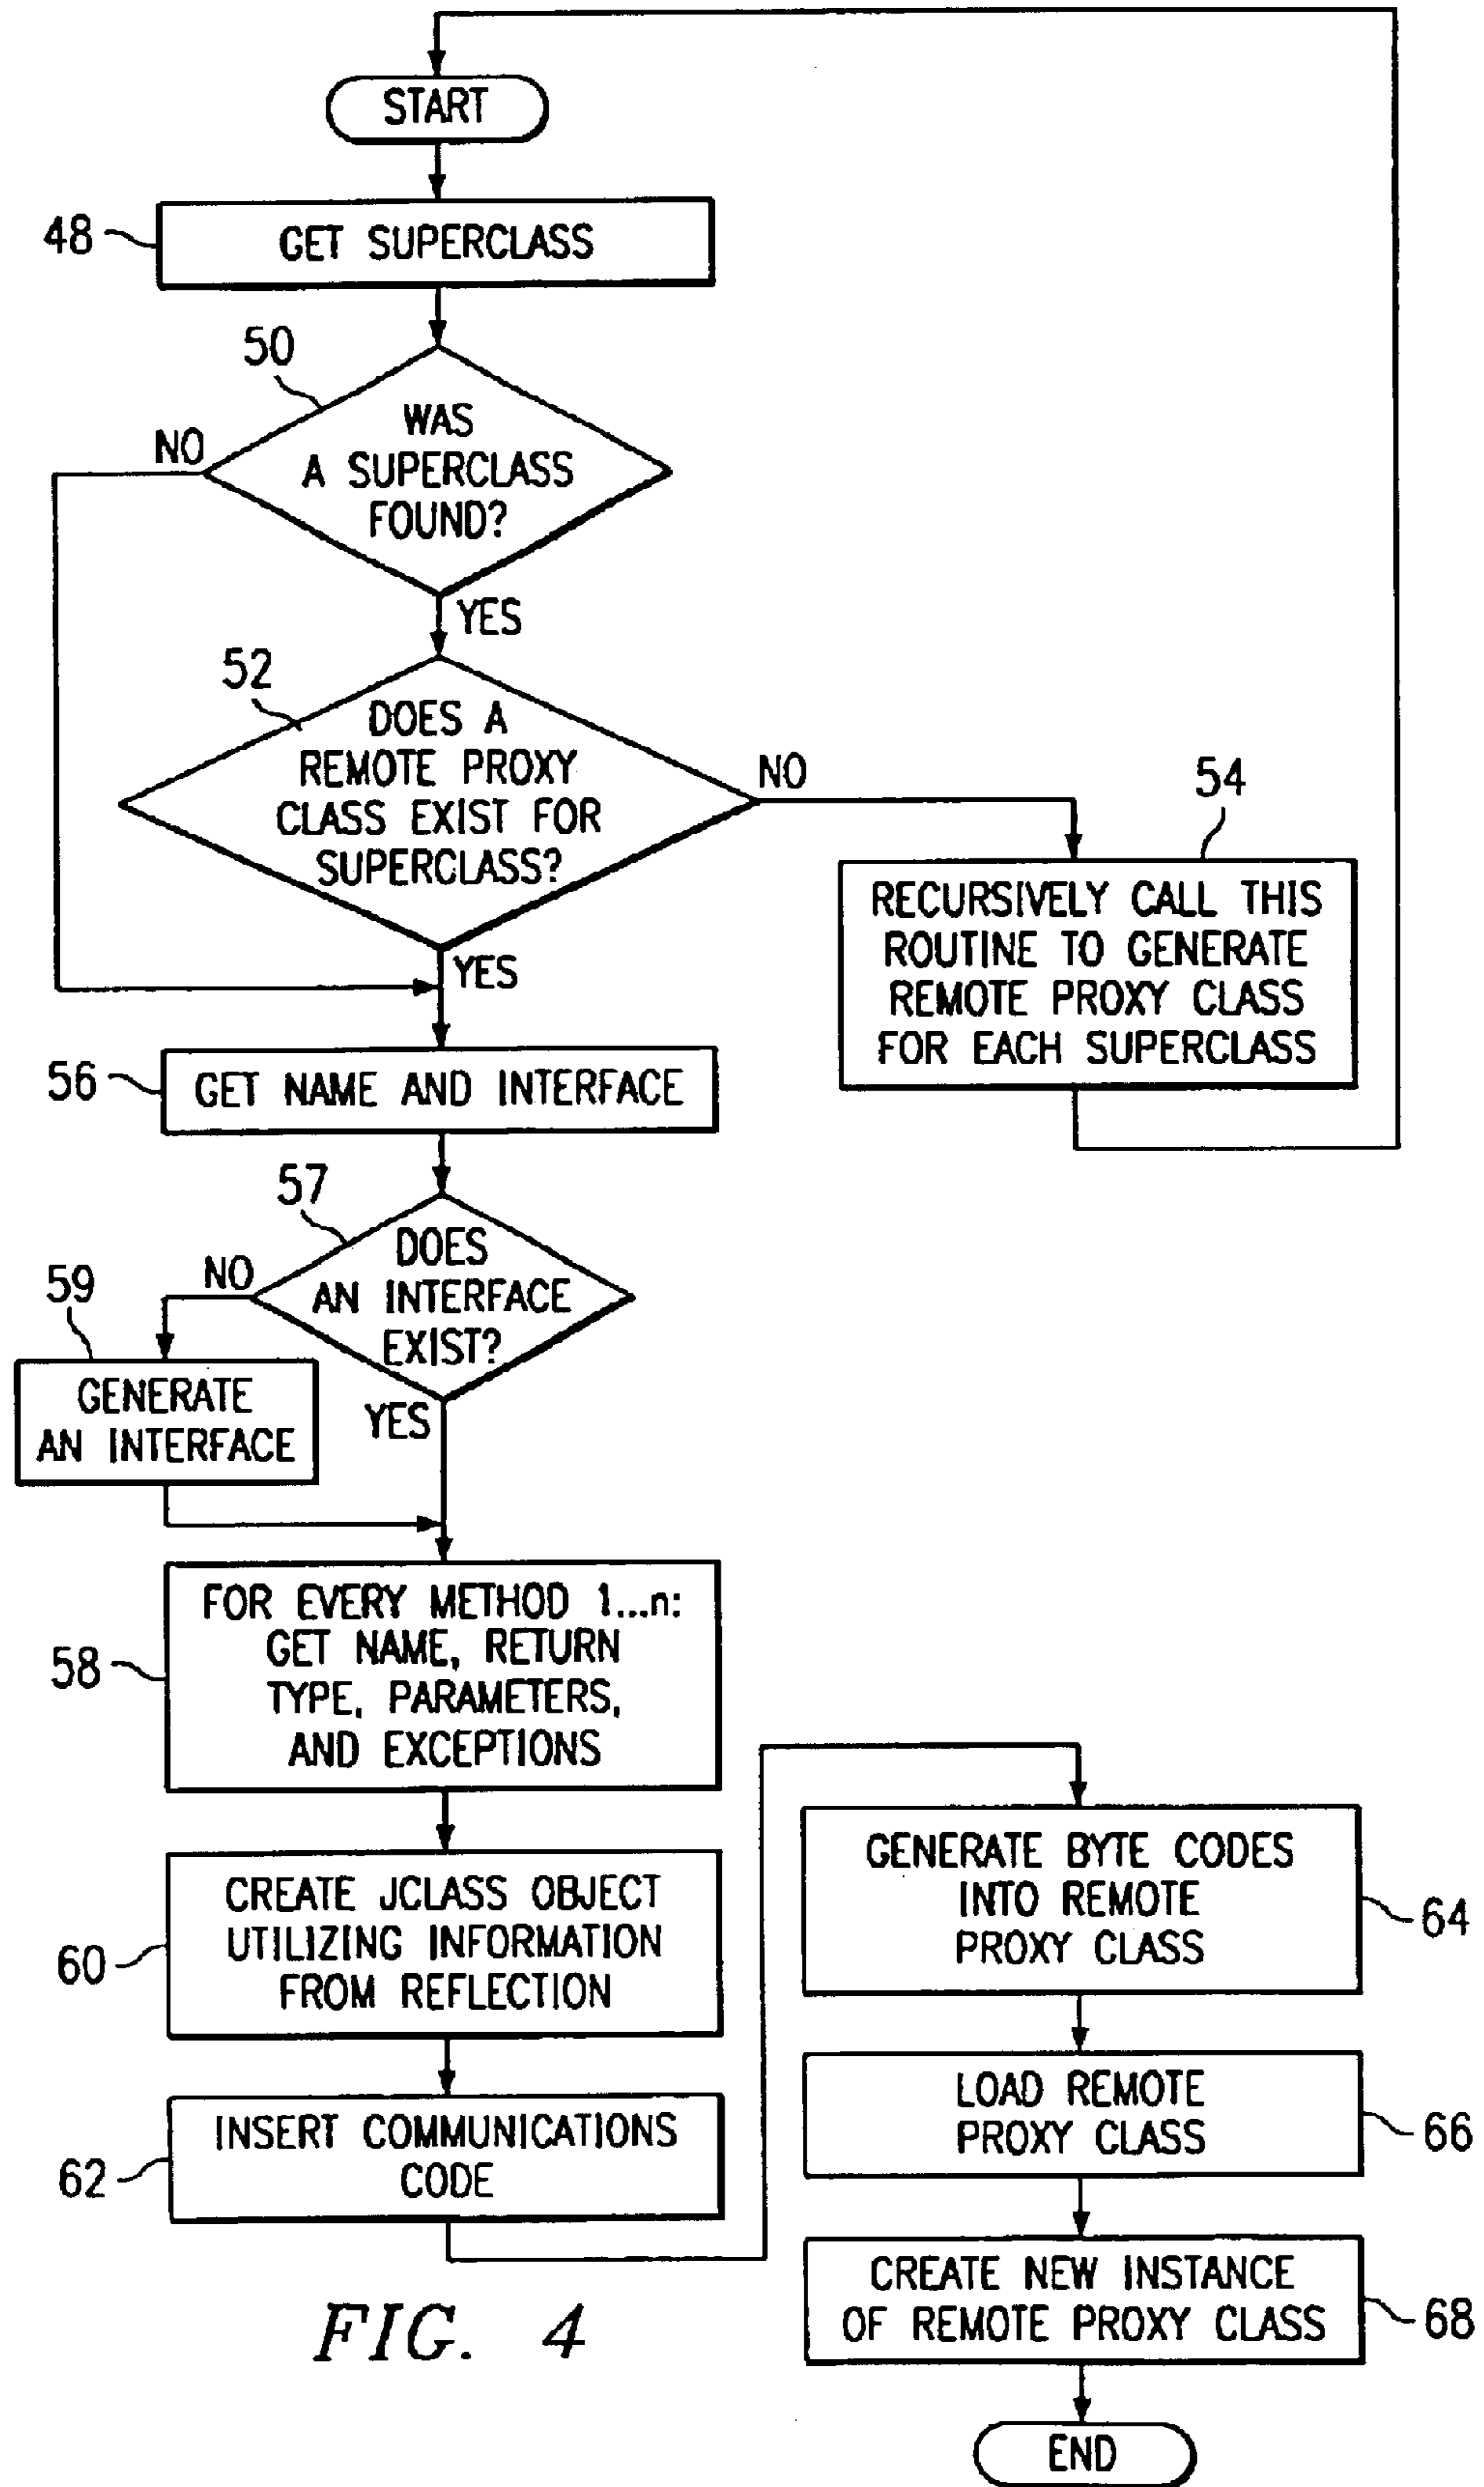 START
48
GET SUPERCLASS
50
WAS
A SUPERCLASS
FOUND?
NO
YES
52
DOES A
REMOTE PROXY
CLASS EXIST FOR
SUPERCLASS?
NO
YES
54
RECURSIVELY CALL THIS
ROUTINE TO GENERATE
REMOTE PROXY CLASS
FOR EACH SUPERCLASS
56
GET NAME AND INTERFACE
57
DOES
AN INTERFACE
EXIST?
NO
YES
59
GENERATE
AN INTERFACE
58
FOR EVERY METHOD 1...n:
GET NAME, RETURN
TYPE, PARAMETERS,
AND EXCEPTIONS
60
CREATE JCLASS OBJECT
UTILIZING INFORMATION
FROM REFLECTION
62
INSERT COMMUNICATIONS
CODE
GENERATE BYTE CODES
INTO REMOTE
PROXY CLASS
64
LOAD REMOTE
PROXY CLASS
66
CREATE NEW INSTANCE
OF REMOTE PROXY CLASS
68
END
FIG. 4